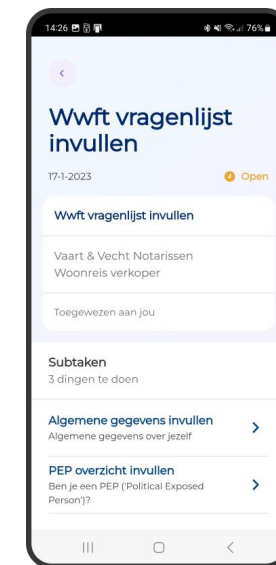 14:26
76%
Wwft vragenlijst
invullen
17-1-2023
Open
Wwft vragenlijst invullen
Vaart & Vecht Notarissen
Woonreis verkoper
Toegewezen aan jou
Subtaken
3 dingen te doen
Algemene gegevens invullen
Algemene gegevens over jezelf
PEP overzicht invullen
Ben je een PEP ('Political Exposed
Person')?